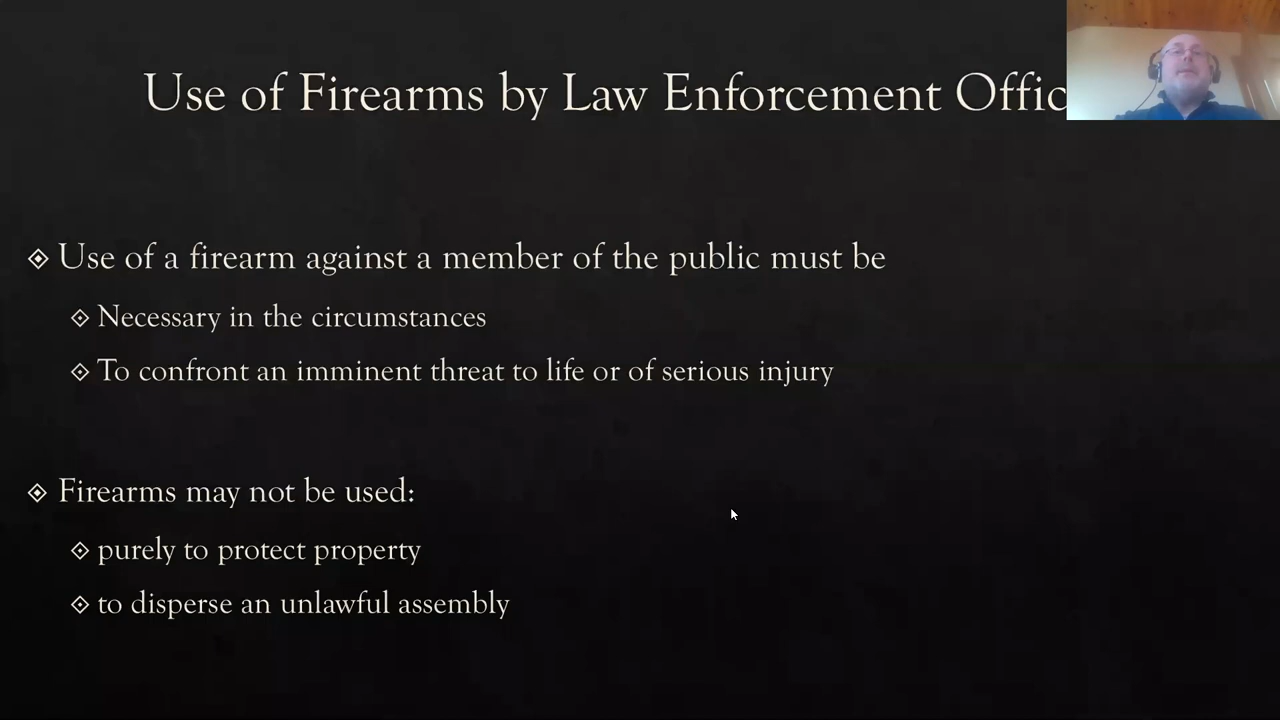 Use of Firearms by Law Enforcement Offic
Use of a firearm against a member of the public must be
Necessary in the circumstances
To confront an imminent threat to life or of serious injury
Firearms may not be used:
purely to protect property
to disperse an unlawful assembly